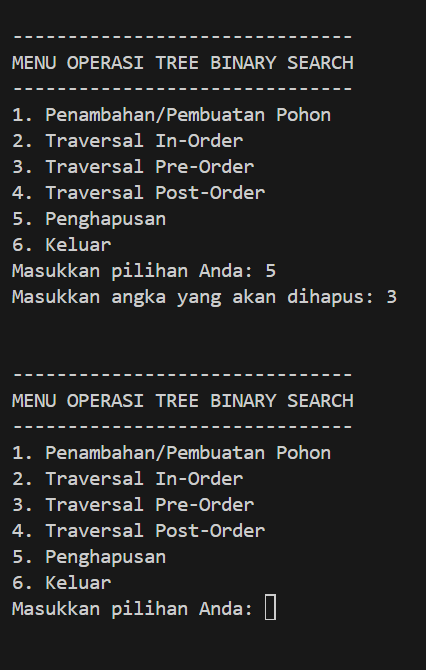 -------------------------------
MENU OPERASI TREE BINARY SEARCH
-------------------------------
1. Penambahan/Pembuatan Pohon
2. Traversal In-Order
3. Traversal Pre-Order
4. Traversal Post-Order
5. Penghapusan
6. Keluar
Masukkan pilihan Anda: 5
Masukkan angka yang akan dihapus: 3
-------------------------------
MENU OPERASI TREE BINARY SEARCH
-------------------------------
1. Penambahan/Pembuatan Pohon
2. Traversal In-Order
3. Traversal Pre-Order
4. Traversal Post-Order
5. Penghapusan
6. Keluar
Masukkan pilihan Anda: